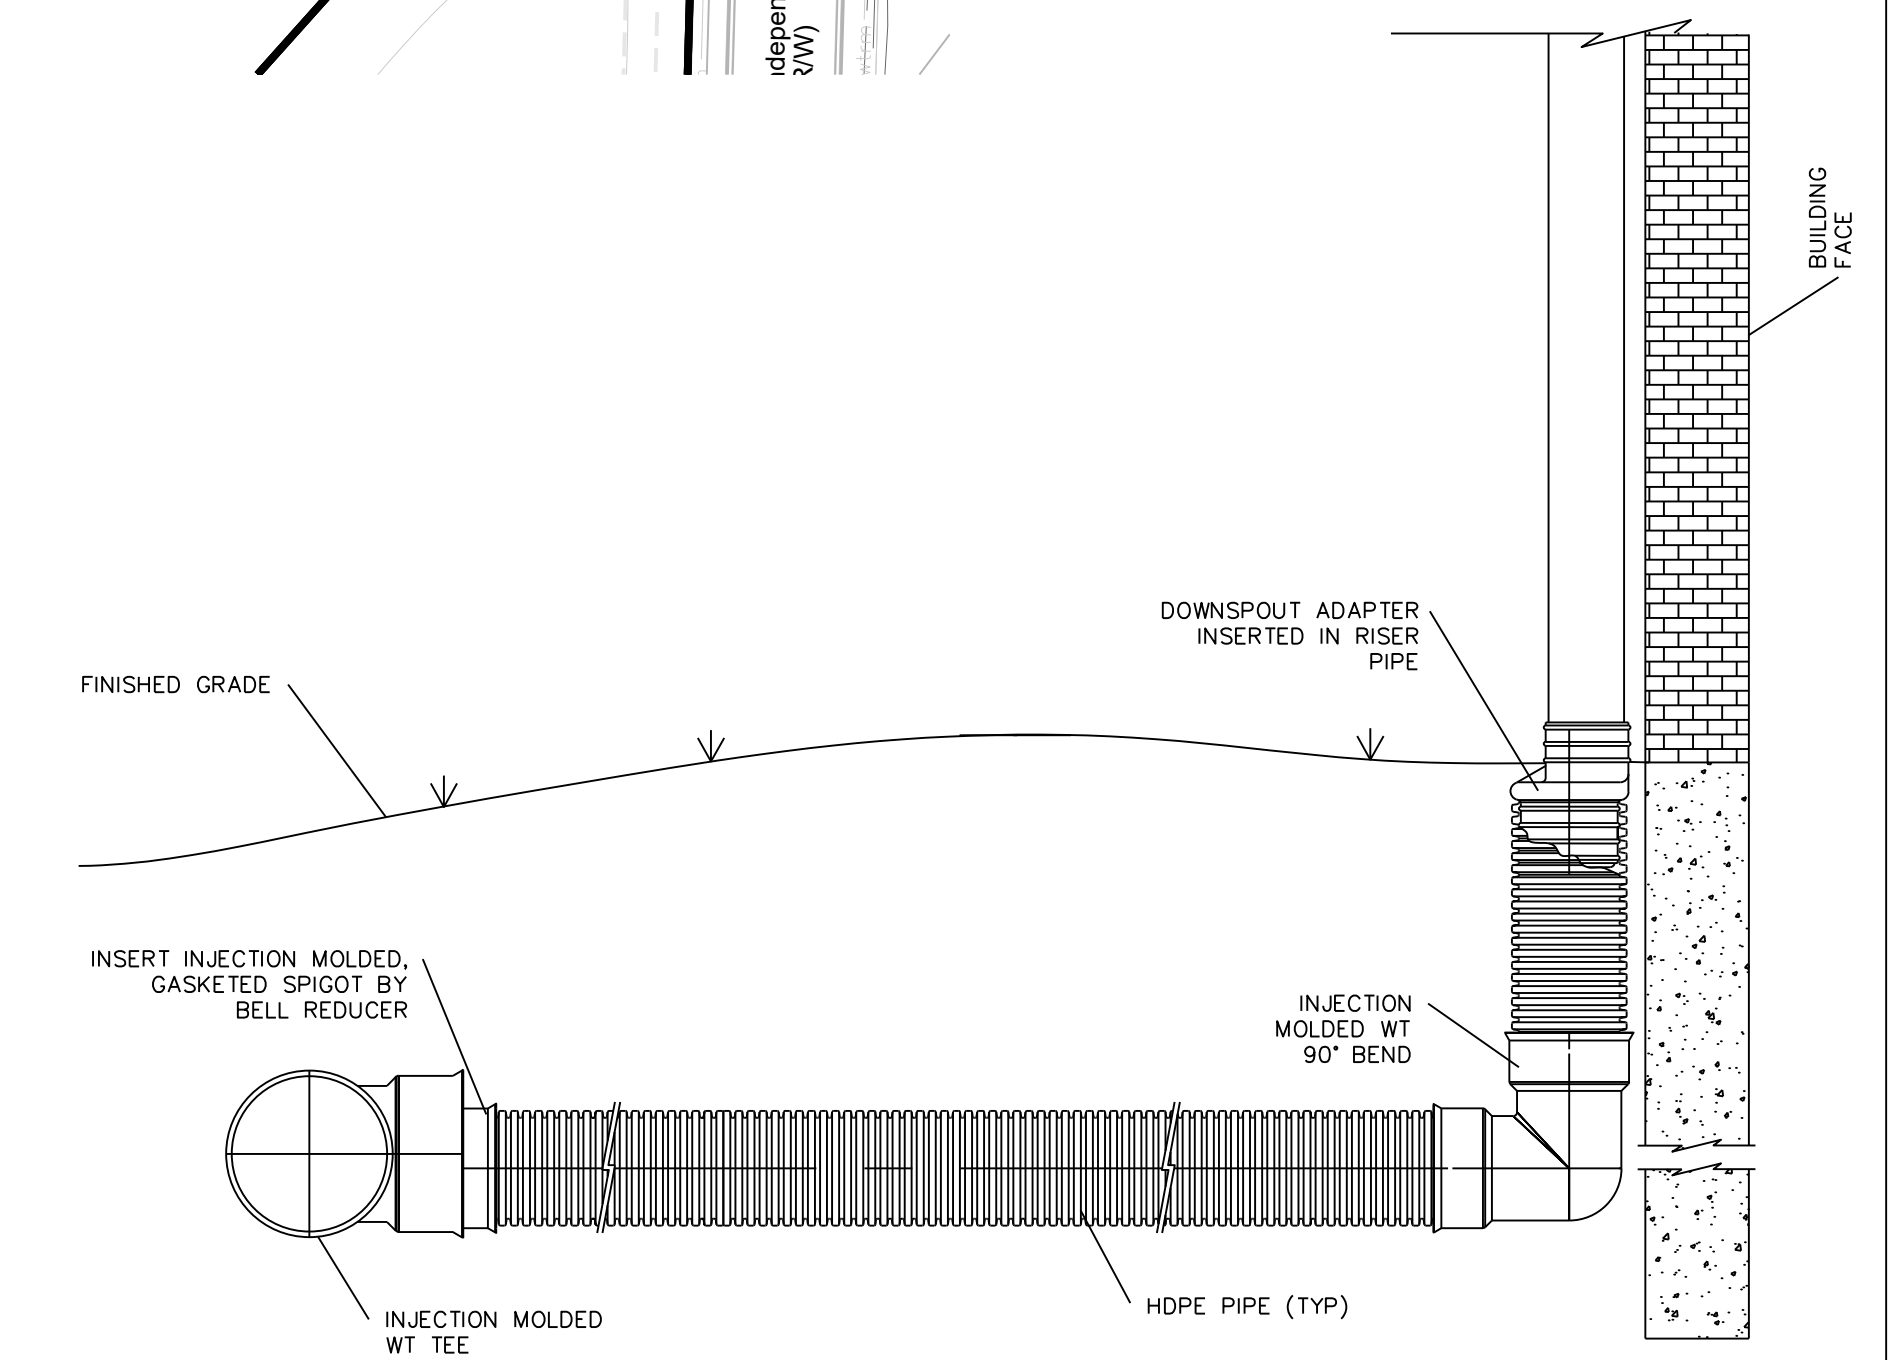 R/W)
BUILDING
FACE
DOWNSPOUT ADAPTER
INSERTED IN RISER
PIPE
FINISHED GRADE
INSERT INJECTION MOLDED,
GASKETED SPIGOT BY
BELL REDUCER
INJECTION
MOLDED WT
90° BEND
HDPE PIPE (TYP)
INJECTION MOLDED
WT TEE